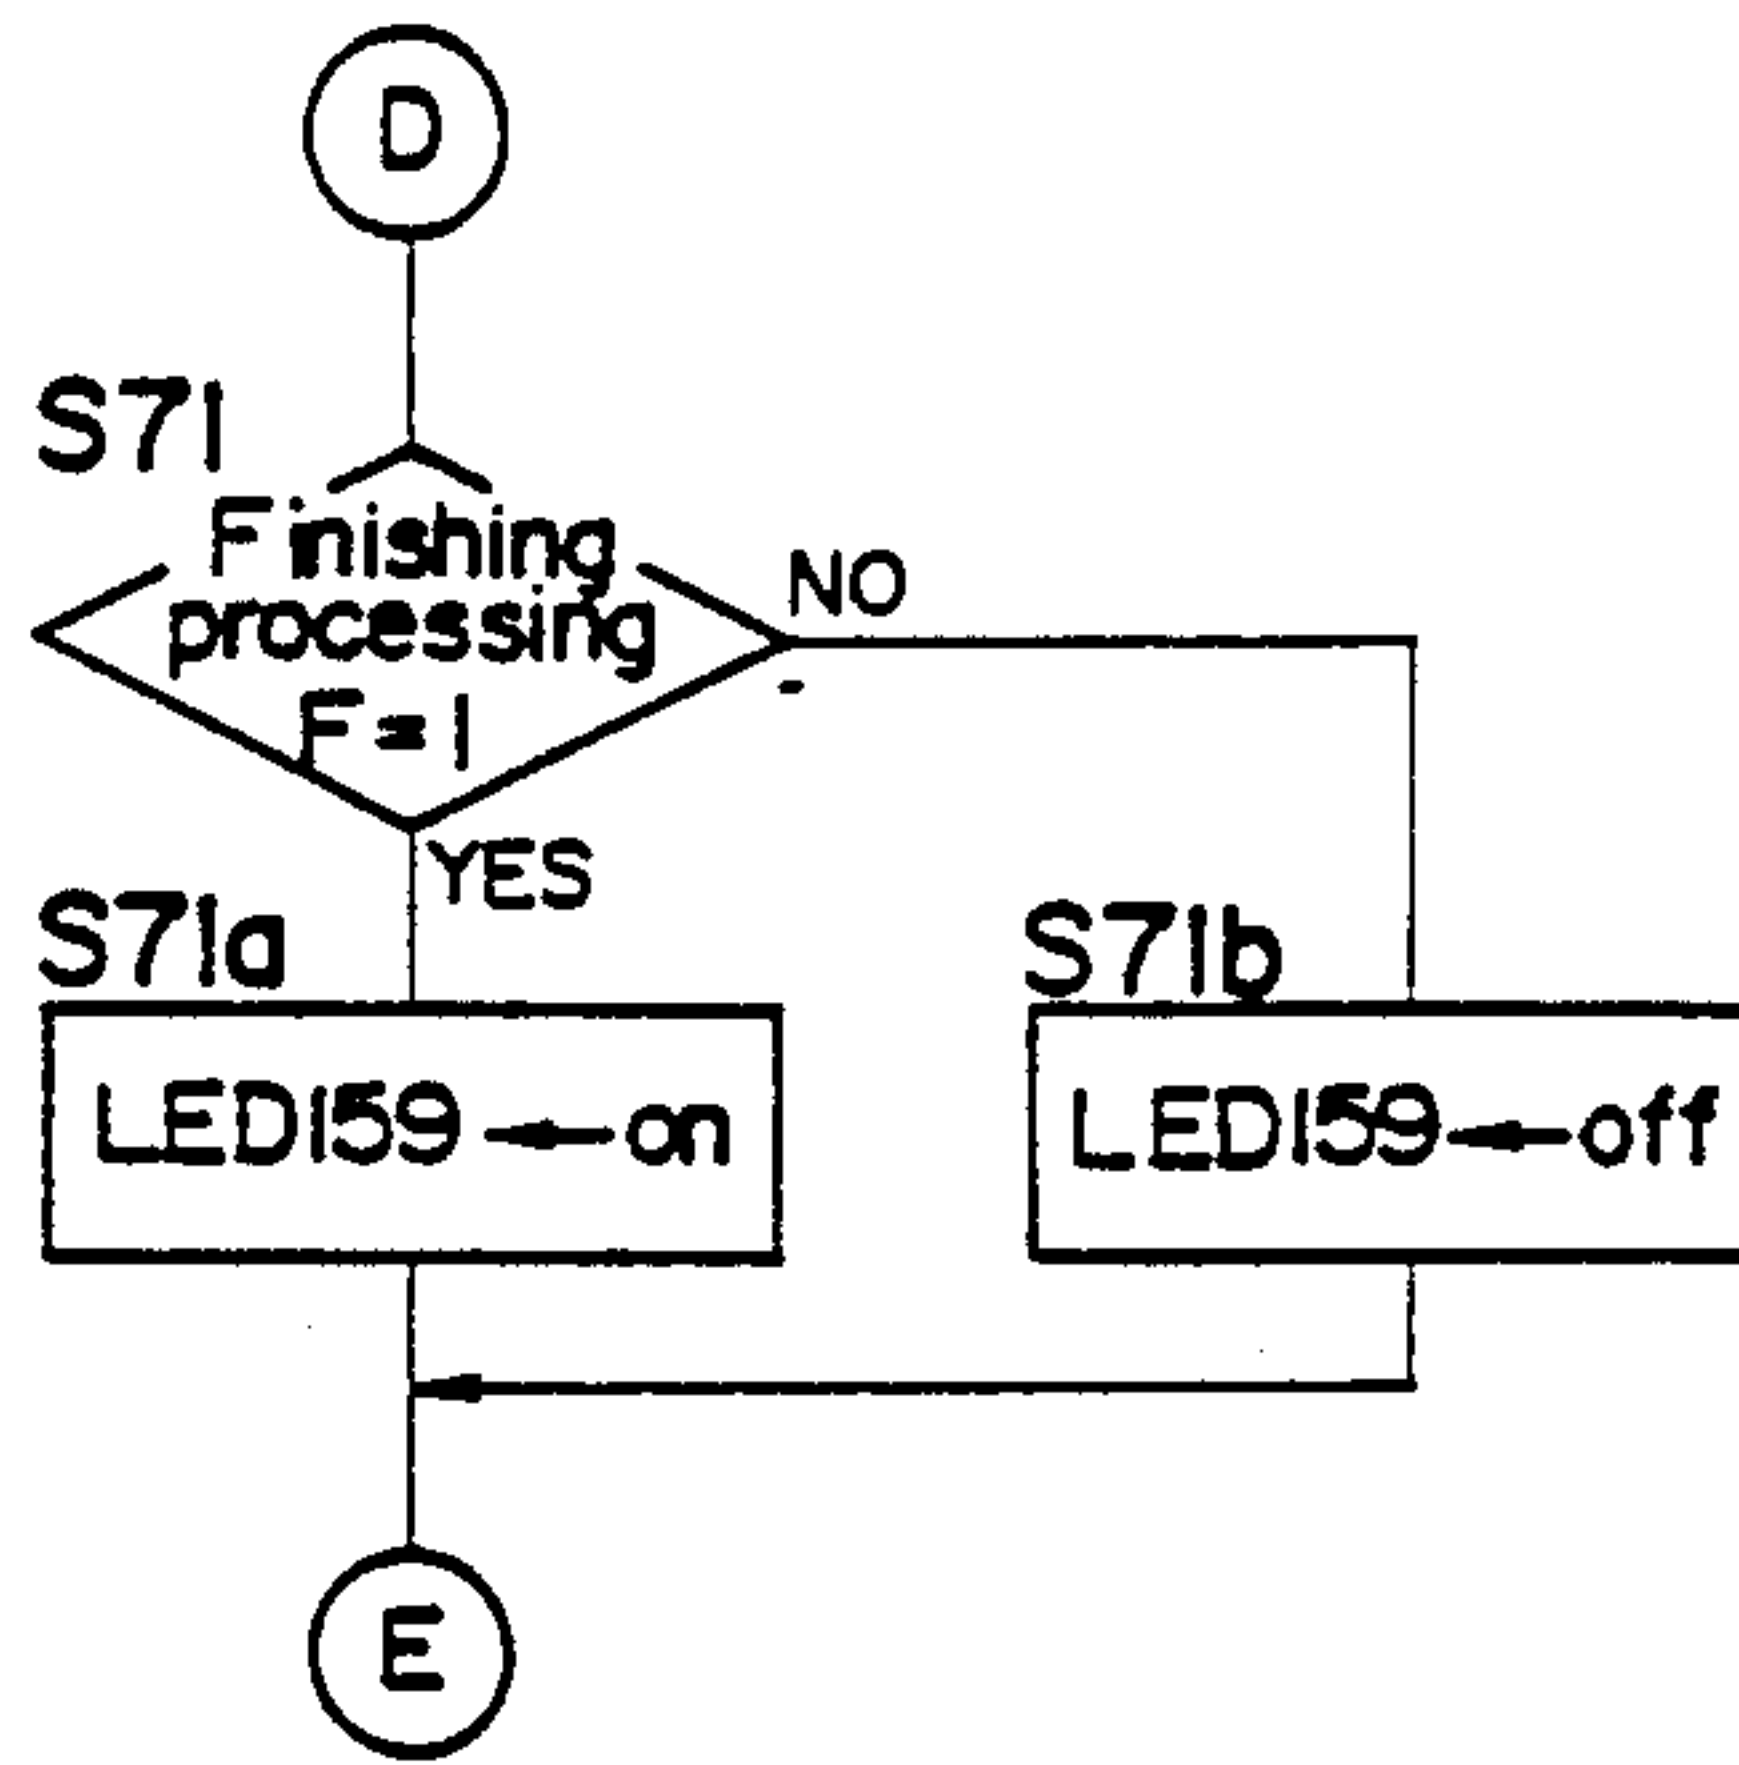 D
S71
Finishing
processing
F=1
NO
YES
S71a
S71b
LED159 ← on
LED159 ← off
E